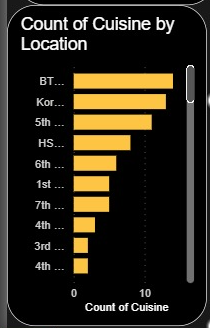 Count of Cuisine by
Location
BT...
Kor...
5th ...
HS...
6th ...
1st ...
7th ...
4th ...
3rd ...
4th ...
0 10
Count of Cuisine